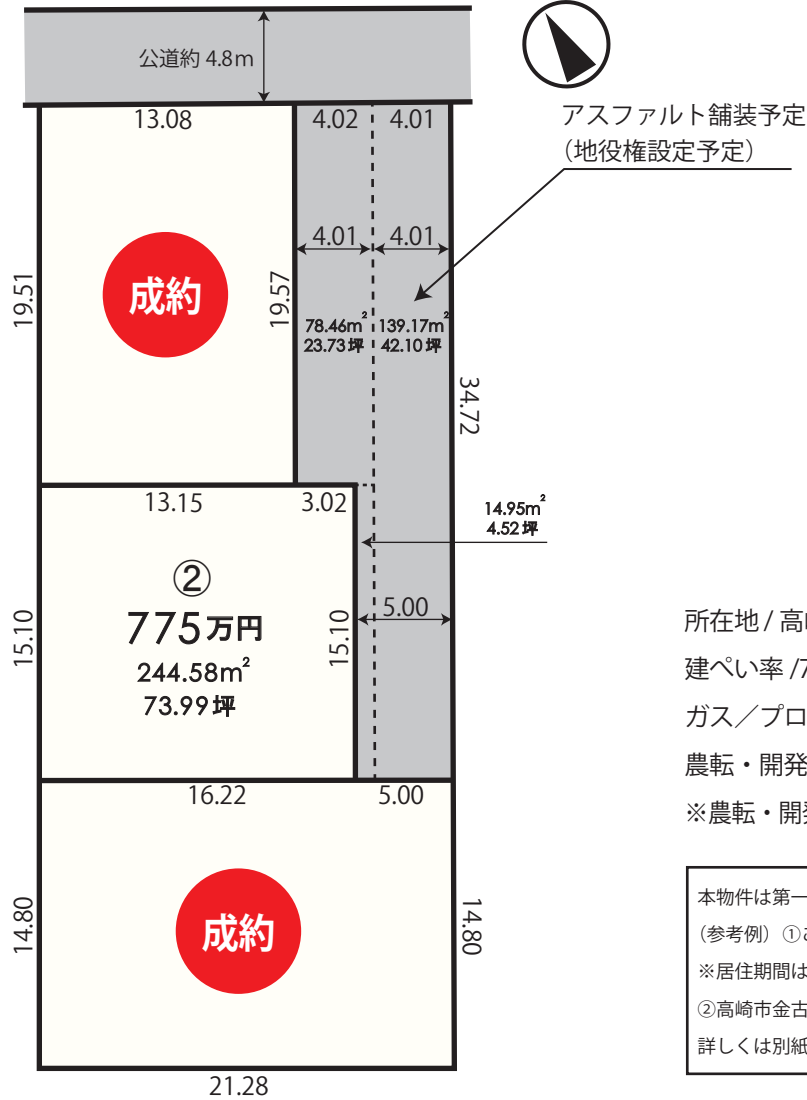 公道約 4.8m
アスファルト舗装予定
（地役権設定予定）
13.08
4.02
4.01
4.01
4.01
成約
19.51
19.57
78.46m²
23.73坪
139.17m²
42.10坪
34.72
13.15
3.02
14.95m²
4.52坪
②
775万円
244.58m²
73.99坪
15.10
15.10
5.00
16.22
5.00
成約
14.80
14.80
21.28
所在地 / 高
建ぺい率 /7
ガス／プロ
農転・開発
※農転・開
本物件は第一
（参考例）①
※居住期間は
②高崎市金古
詳しくは別紙